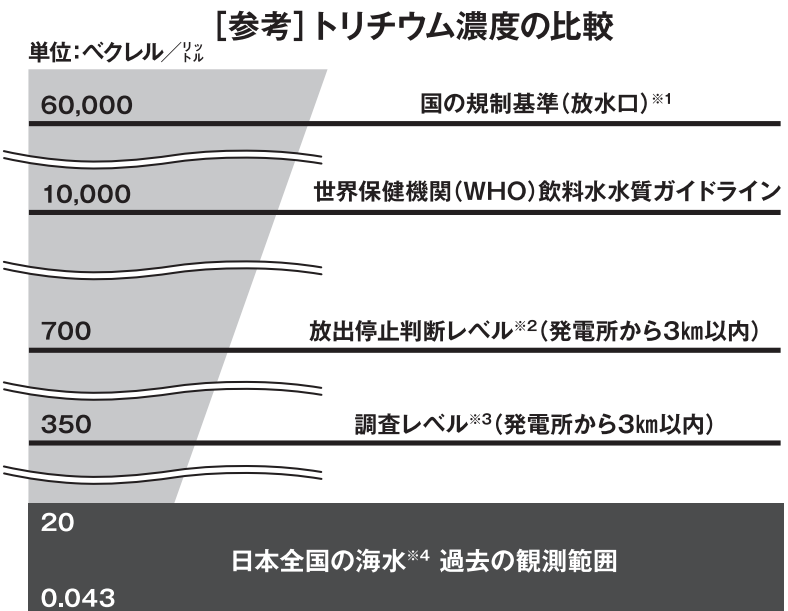 ［参考］トリチウム濃度の比較
単位：ベクレル／リットル
60,000 国の規制基準（放水口）※1
10,000 世界保健機関（WHO）飲料水水質ガイドライン
700 放出停止判断レベル※2（発電所から3㎞以内）
350 調査レベル※3（発電所から3㎞以内）
20
日本全国の海水※4 過去の観測範囲
0.043